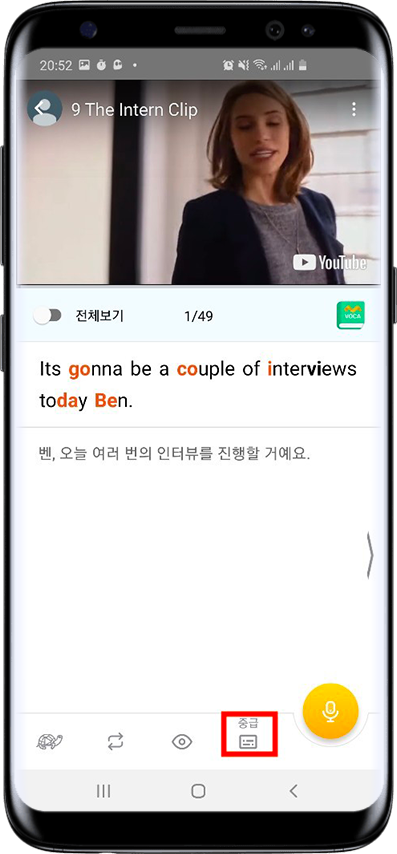 20:52
9 The Intern Clip
YouTube
전체보기 1/49 VOCA
Its gonna be a couple of interviews
today Ben.
벤, 오늘 여러 번의 인터뷰를 진행할 거예요.
중급